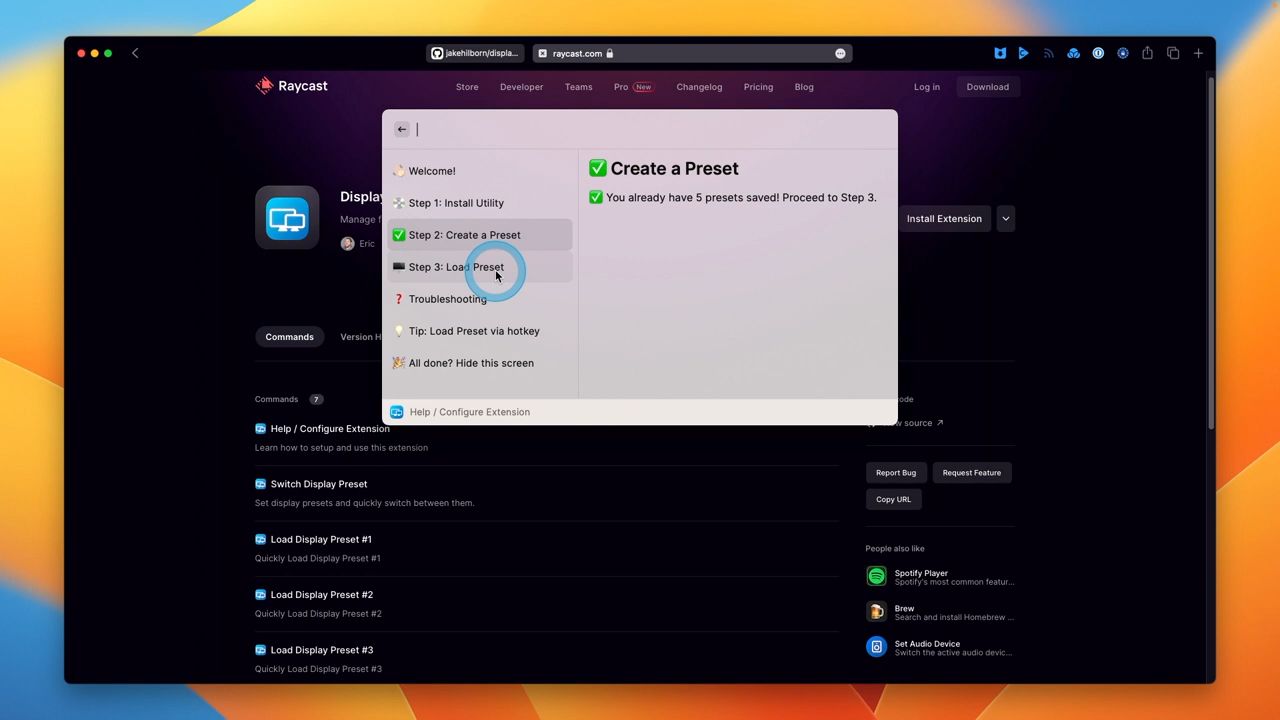 jakehilborn/displa...
raycast.com
Raycast
Store
Developer
Teams
Pro
New
Changelog
Pricing
Blog
Log in
Download
Welcome!
Step 1: Install Utility
Step 2: Create a Preset
Step 3: Load Preset
Troubleshooting
Tip: Load Preset via hotkey
All done? Hide this screen
Create a Preset
You already have 5 presets saved! Proceed to Step 3.
Help / Configure Extension
Manage
Eric
Install Extension
Commands
Version H
Commands 7
Help / Configure Extension
Learn how to setup and use this extension
Switch Display Preset
Set display presets and quickly switch between them.
Load Display Preset #1
Quickly Load Display Preset #1
Load Display Preset #2
Quickly Load Display Preset #2
Load Display Preset #3
Quickly Load Display Preset #3
source ↗
Report Bug
Request Feature
Copy URL
People also like
Spotify Player
Spotify's most common featur...
Brew
Search and install Homebrew ...
Set Audio Device
Switch the active audio devic...